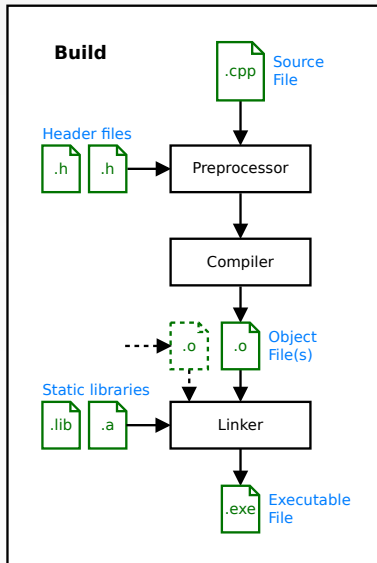 Build
.cpp
Source
File
Header files
.h
.h
Preprocessor
Compiler
.o
.o
Object
File(s)
Static libraries
.lib
.a
Linker
.exe
Executable
File